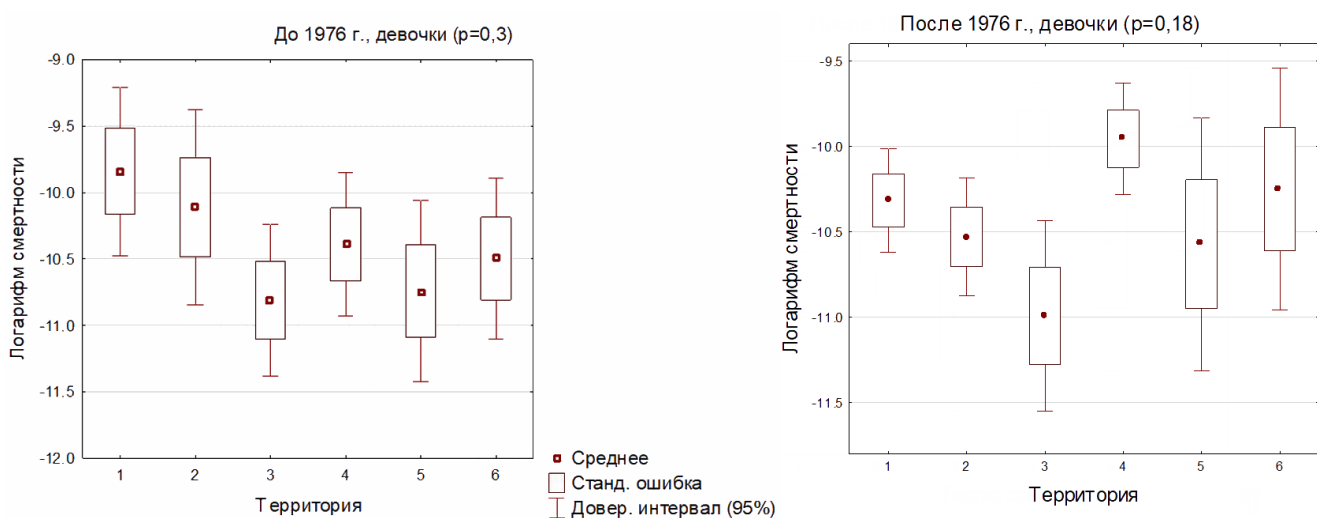 До 1976 г., девочки (p=0,3)
Логарифм смертности
-9.0
-9.5
-10.0
-10.5
-11.0
-11.5
-12.0
1 2 3 4 5 6
Территория
Среднее
Станд. ошибка
Довер. интервал (95%)
После 1976 г., девочки (p=0,18)
Логарифм смертности
-9.5
-10.0
-10.5
-11.0
-11.5
1 2 3 4 5 6
Территория